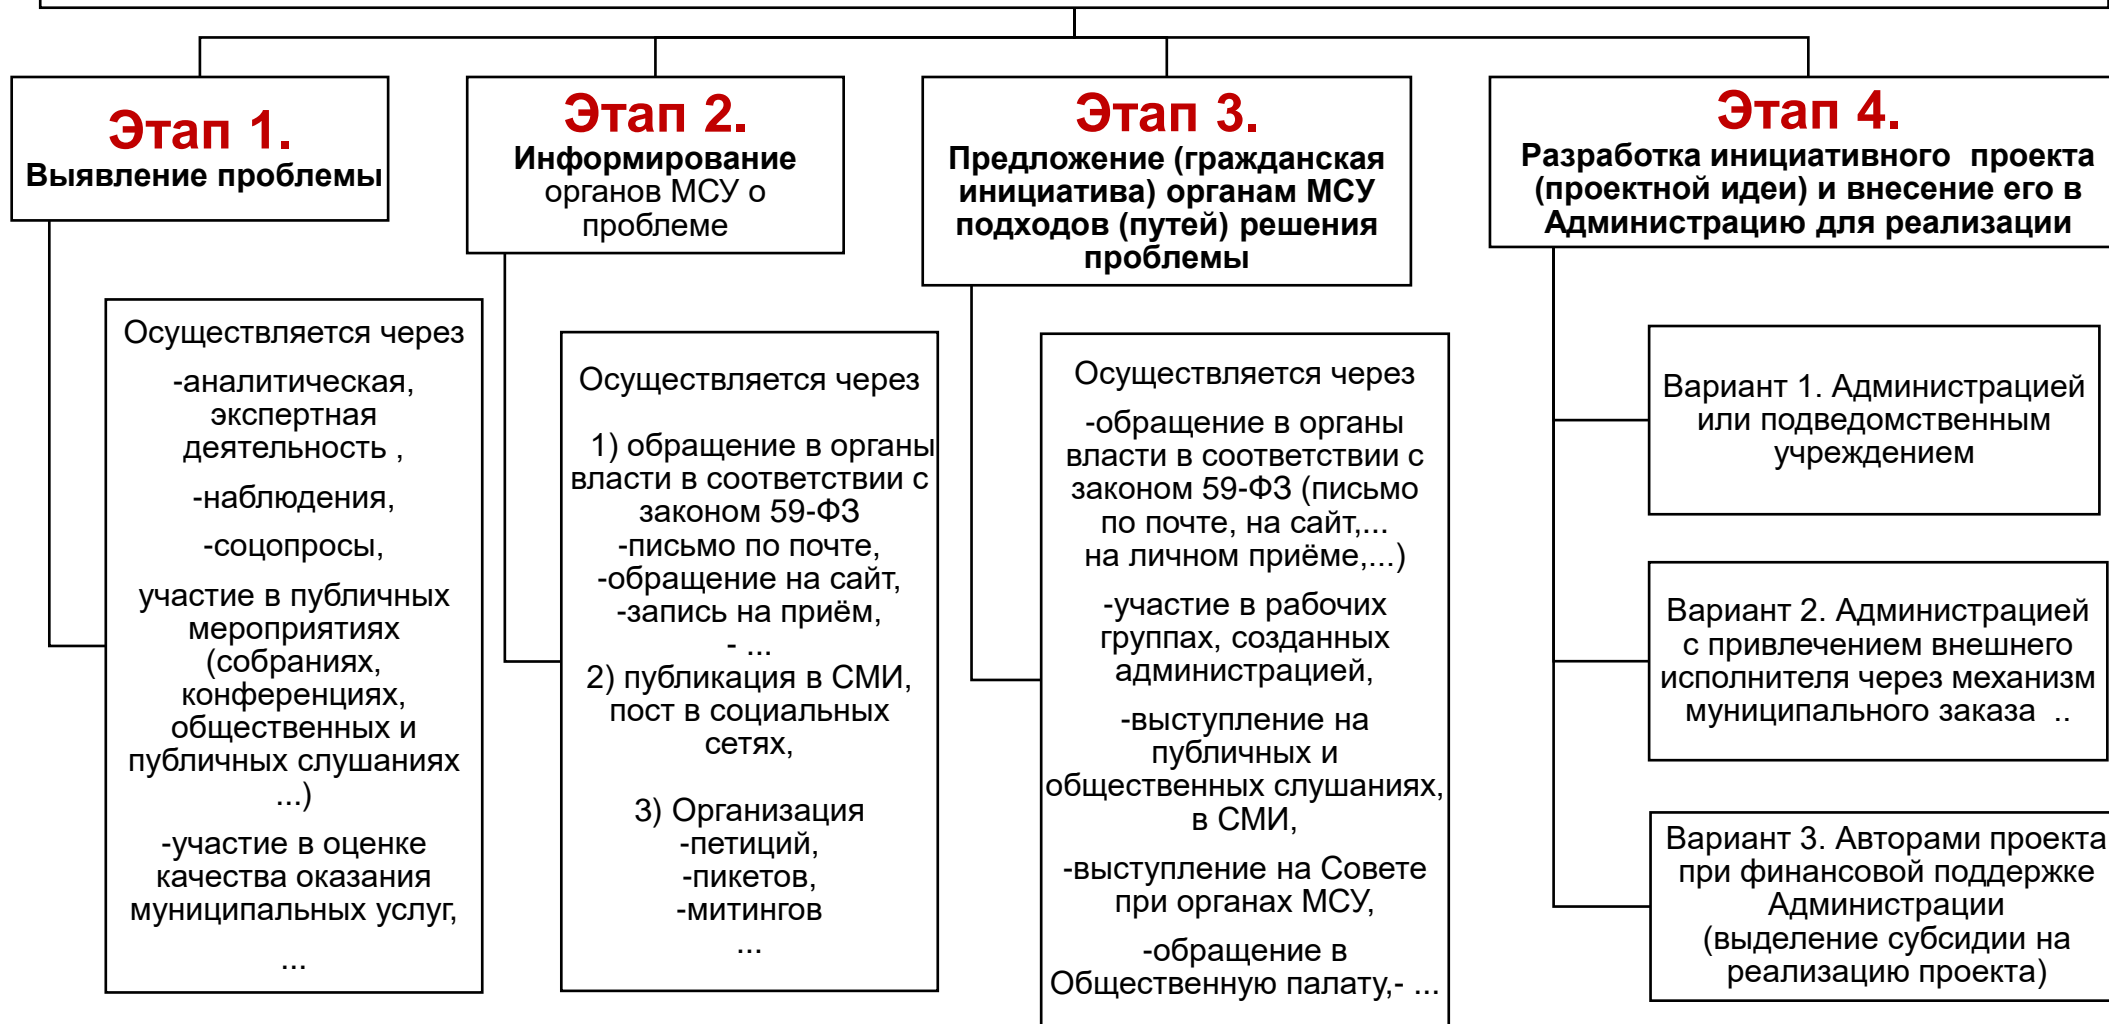 Этап 1.
Выявление проблемы
Осуществляется через
-аналитическая,
экспертная
деятельность ,
-наблюдения,
-соцопросы,
участие в публичных
мероприятиях
(собраниях,
конференциях,
общественных и
публичных слушаниях
...)
-участие в оценке
качества оказания
муниципальных услуг,
...
Этап 2.
Информирование
органов МСУ о
проблеме
Осуществляется через
1) обращение в органы
власти в соответствии с
законом 59-ФЗ
-письмо по почте,
-обращение на сайт,
-запись на приём,
- ...
2) публикация в СМИ,
пост в социальных
сетях,
3) Организация
-петиций,
-пикетов,
-митингов
...
Этап 3.
Предложение (гражданская
инициатива) органам МСУ
подходов (путей) решения
проблемы
Осуществляется через
-обращение в органы
власти в соответствии с
законом 59-ФЗ (письмо
по почте, на сайт,...
на личном приёме,...)
-участие в рабочих
группах, созданных
администрацией,
-выступление на
публичных и
общественных слушаниях,
в СМИ,
-выступление на Совете
при органах МСУ,
-обращение в
Общественную палату,- ...
Этап 4.
Разработка инициативного проекта
(проектной идеи) и внесение его в
Администрацию для реализации
Вариант 1. Администрацией
или подведомственным
учреждением
Вариант 2. Администрацией
с привлечением внешнего
исполнителя через механизм
муниципального заказа ..
Вариант 3. Авторами проекта
при финансовой поддержке
Администрации
(выделение субсидии на
реализацию проекта)